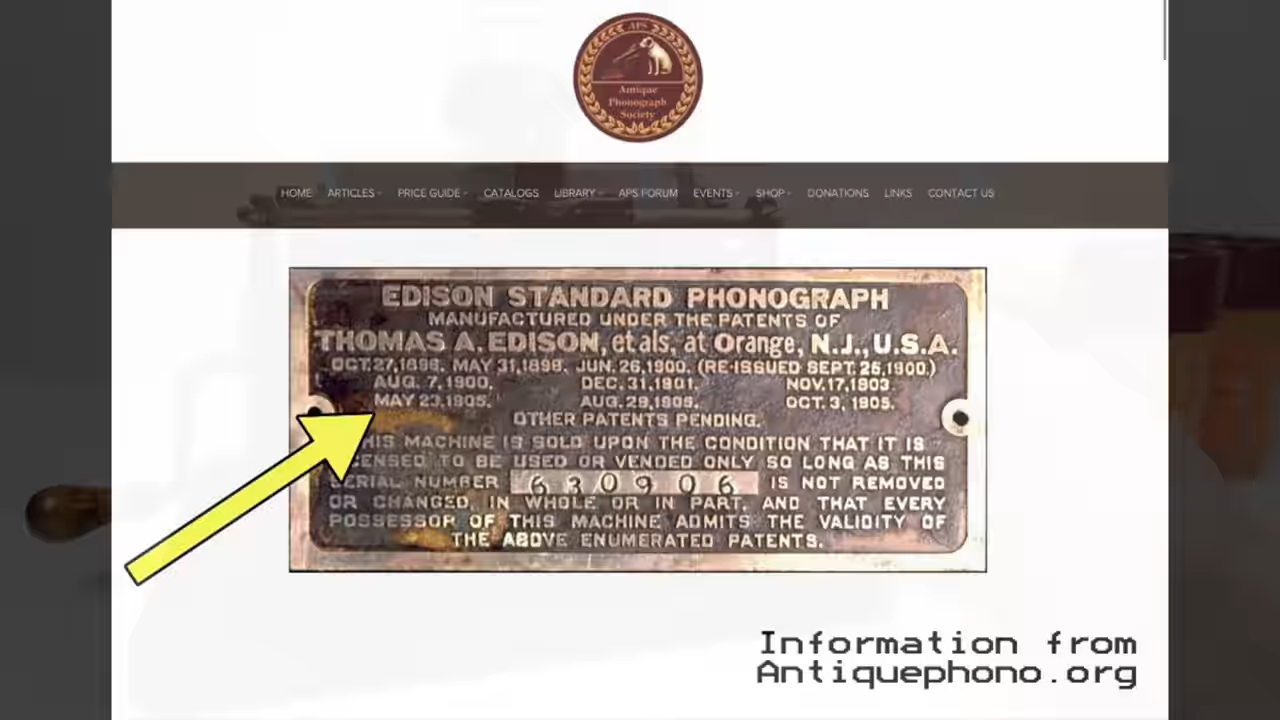 APS
Antique
Phonograph
Society
HOME ARTICLES PRICE GUIDE CATALOGS LIBRARY APS FORUM EVENTS SHOP DONATIONS LINKS CONTACT US
EDISON STANDARD PHONOGRAPH
MANUFACTURED UNDER THE PATENTS OF
THOMAS A. EDISON, et als, at Orange, N.J., U.S.A.
OCT. 27, 1898. MAY 31, 1898. JUN. 26, 1900. (RE-ISSUED SEPT. 25, 1900.)
AUG. 7, 1900. DEC. 31, 1901. NOV. 17, 1903.
MAY 23, 1905. AUG. 29, 1905. OCT. 3, 1905.
OTHER PATENTS PENDING.
HIS MACHINE IS SOLD UPON THE CONDITION THAT IT IS
CENSED TO BE USED OR VENDED ONLY SO LONG AS THIS
SERIAL NUMBER 630906 IS NOT REMOVED
OR CHANGED, IN WHOLE OR IN PART, AND THAT EVERY
POSSESSOR OF THIS MACHINE ADMITS THE VALIDITY OF
THE ABOVE ENUMERATED PATENTS.
Information from
Antiquephono.org